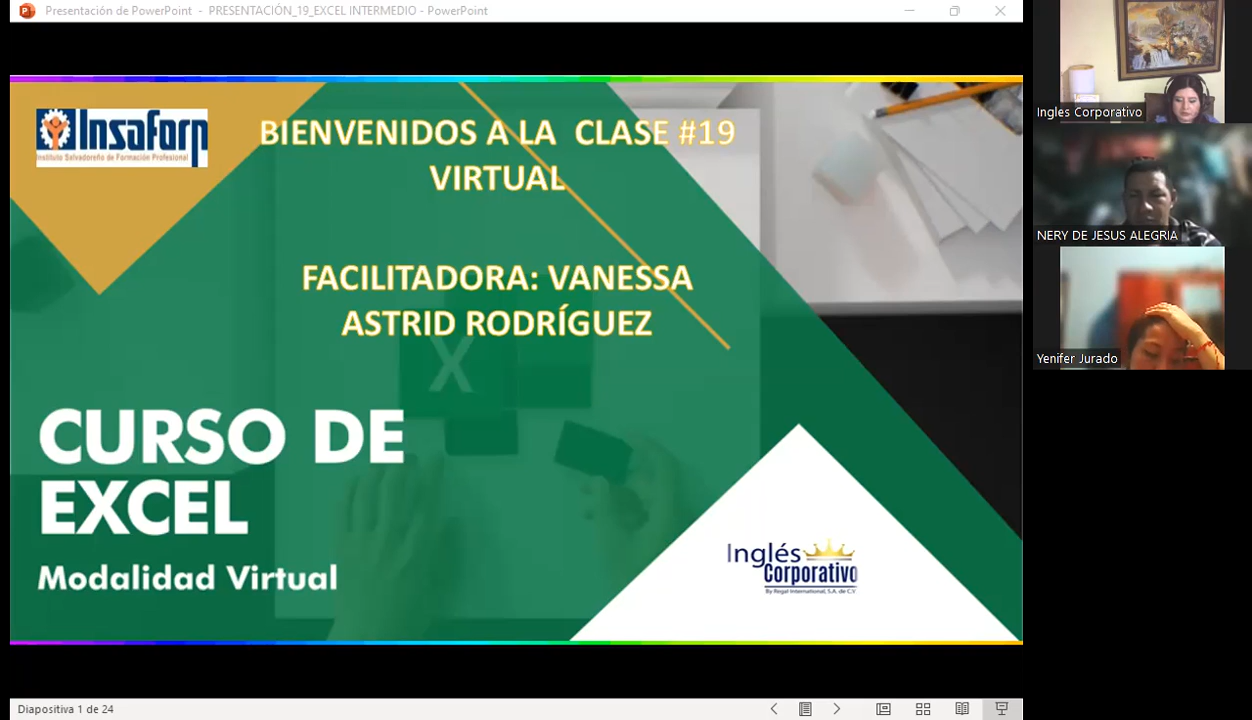 Presentación de PowerPoint - PRESENTACIÓN_19_EXCEL INTERMEDIO - PowerPoint
Insaforp
Instituto Salvadoreño de Formación Profesional
BIENVENIDOS A LA CLASE #19
VIRTUAL
FACILITADORA: VANESSA
ASTRID RODRÍGUEZ
X
CURSO DE
EXCEL
Modalidad Virtual
Inglés
Corporativo
By Regal International, S.A. de C.V
Diapositiva 1 de 24
Ingles Corporativo
NERY DE JESUS ALEGRIA
Yenifer Jurado